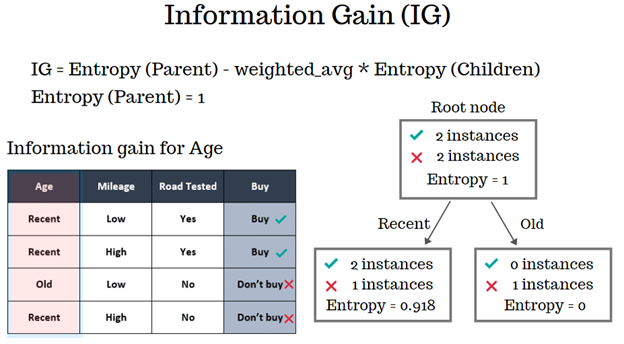 Information Gain (IG)
IG = Entropy (Parent) - weighted_avg * Entropy (Children)
Entropy (Parent) = 1
Information gain for Age
Age Mileage Road Tested Buy
Recent Low Yes Buy ✓
Recent High Yes Buy ✓
Old Low No Don't buy ✗
Recent High No Don't buy ✗
Root node
✓ 2 instances
✗ 2 instances
Entropy = 1
Recent
Old
✓ 2 instances
✗ 1 instances
Entropy = 0.918
✓ 0 instances
✗ 1 instances
Entropy = 0